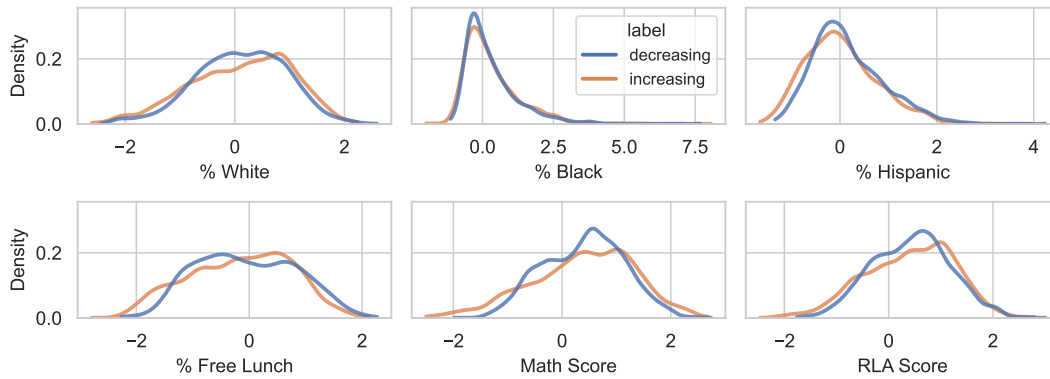 Density
0.2
0.0
−2 0 2
% White
label
decreasing
increasing
0.0 2.5 5.0 7.5
% Black
0 2 4
% Hispanic
Density
0.2
0.0
−2 0 2
% Free Lunch
−2 0 2
Math Score
−2 0 2
RLA Score